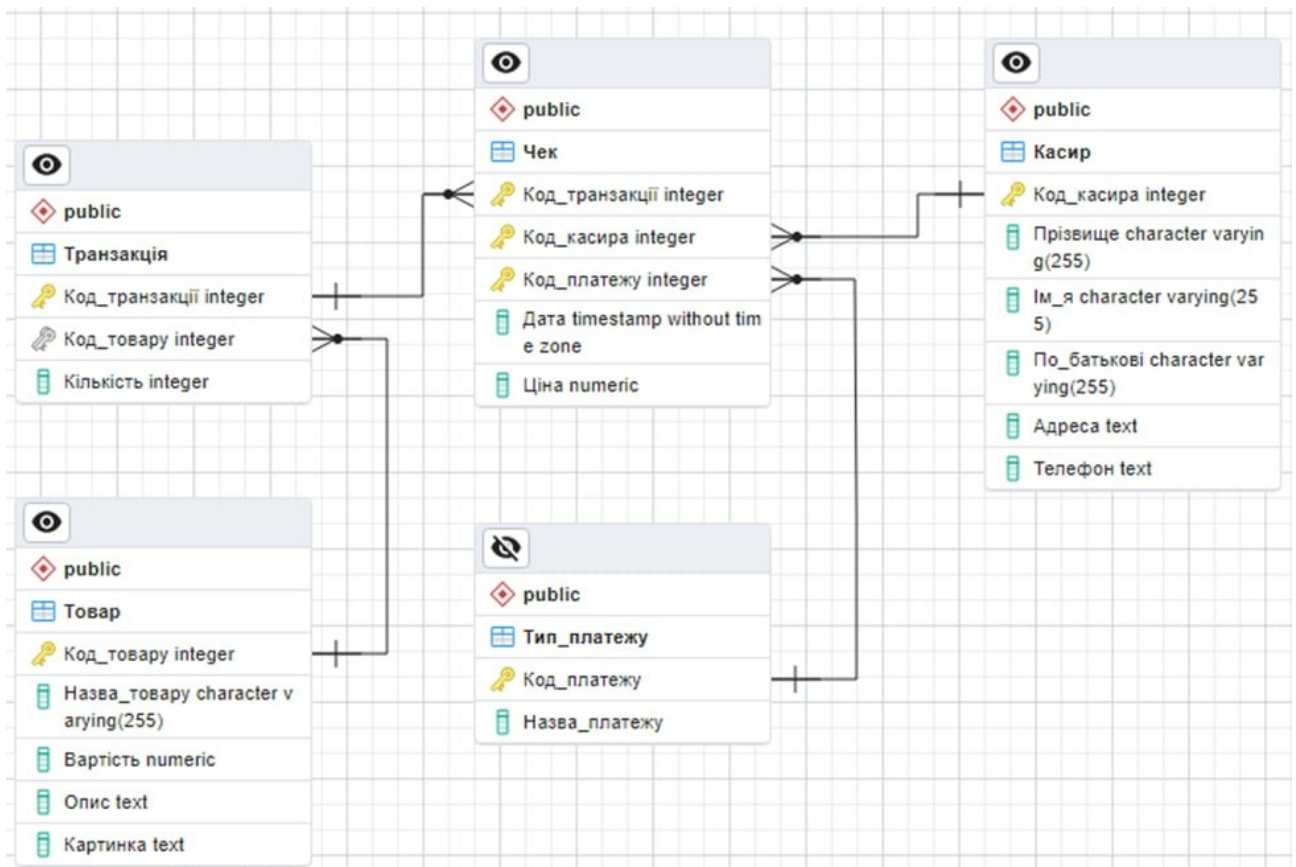 public
Транзакція
Код_транзакції integer
Код_товару integer
Кількість integer
public
Товар
Код_товару integer
Назва_товару character v
arying(255)
Вартість numeric
Опис text
Картинка text
public
Чек
Код_транзакції integer
Код_касира integer
Код_платежу integer
Дата timestamp without tim
e zone
Ціна numeric
public
Тип_платежу
Код_платежу
Назва_платежу
public
Касир
Код_касира integer
Прізвище character varyin
g(255)
Ім_я character varying(25
5)
По_батькові character var
ying(255)
Адреса text
Телефон text